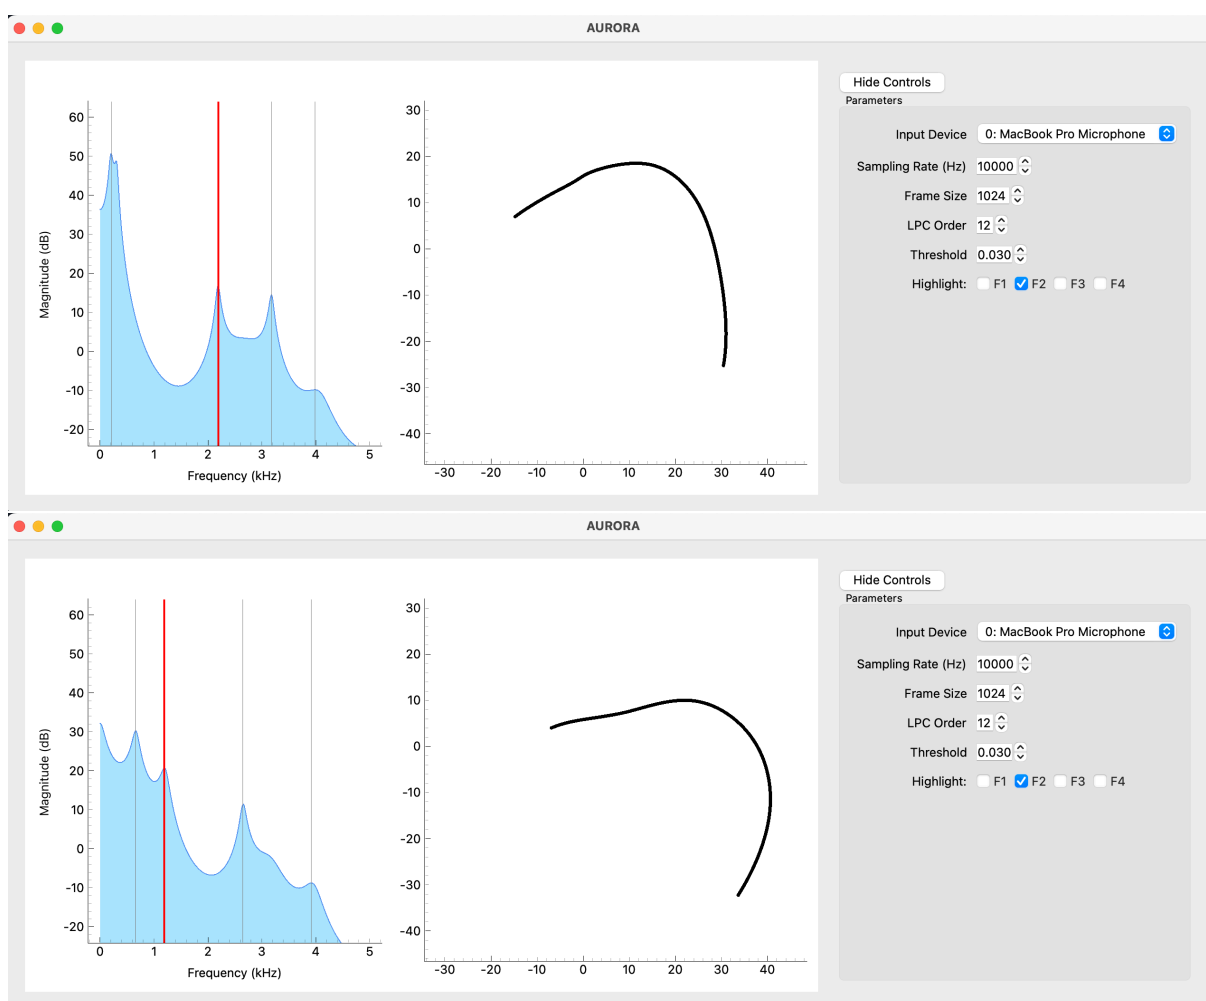 AURORA
60
50
40
30
20
10
0
-10
-20
Magnitude (dB)
0 1 2 3 4 5
Frequency (kHz)
30
20
10
0
-10
-20
-30
-40
-30 -20 -10 0 10 20 30 40
Hide Controls
Parameters
Input Device 0: MacBook Pro Microphone
Sampling Rate (Hz) 10000
Frame Size 1024
LPC Order 12
Threshold 0.030
Highlight: F1 F2 F3 F4
AURORA
60
50
40
30
20
10
0
-10
-20
Magnitude (dB)
0 1 2 3 4 5
Frequency (kHz)
30
20
10
0
-10
-20
-30
-40
-30 -20 -10 0 10 20 30 40
Hide Controls
Parameters
Input Device 0: MacBook Pro Microphone
Sampling Rate (Hz) 10000
Frame Size 1024
LPC Order 12
Threshold 0.030
Highlight: F1 F2 F3 F4